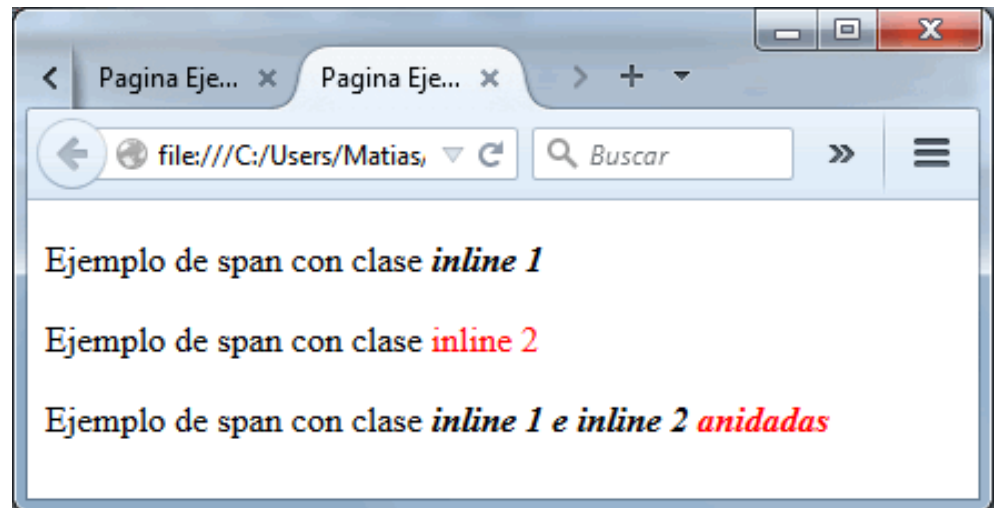 Pagina Eje... Pagina Eje...
file:///C:/Users/Matias, Buscar
Ejemplo de span con clase inline 1
Ejemplo de span con clase inline 2
Ejemplo de span con clase inline 1 e inline 2 anidadas